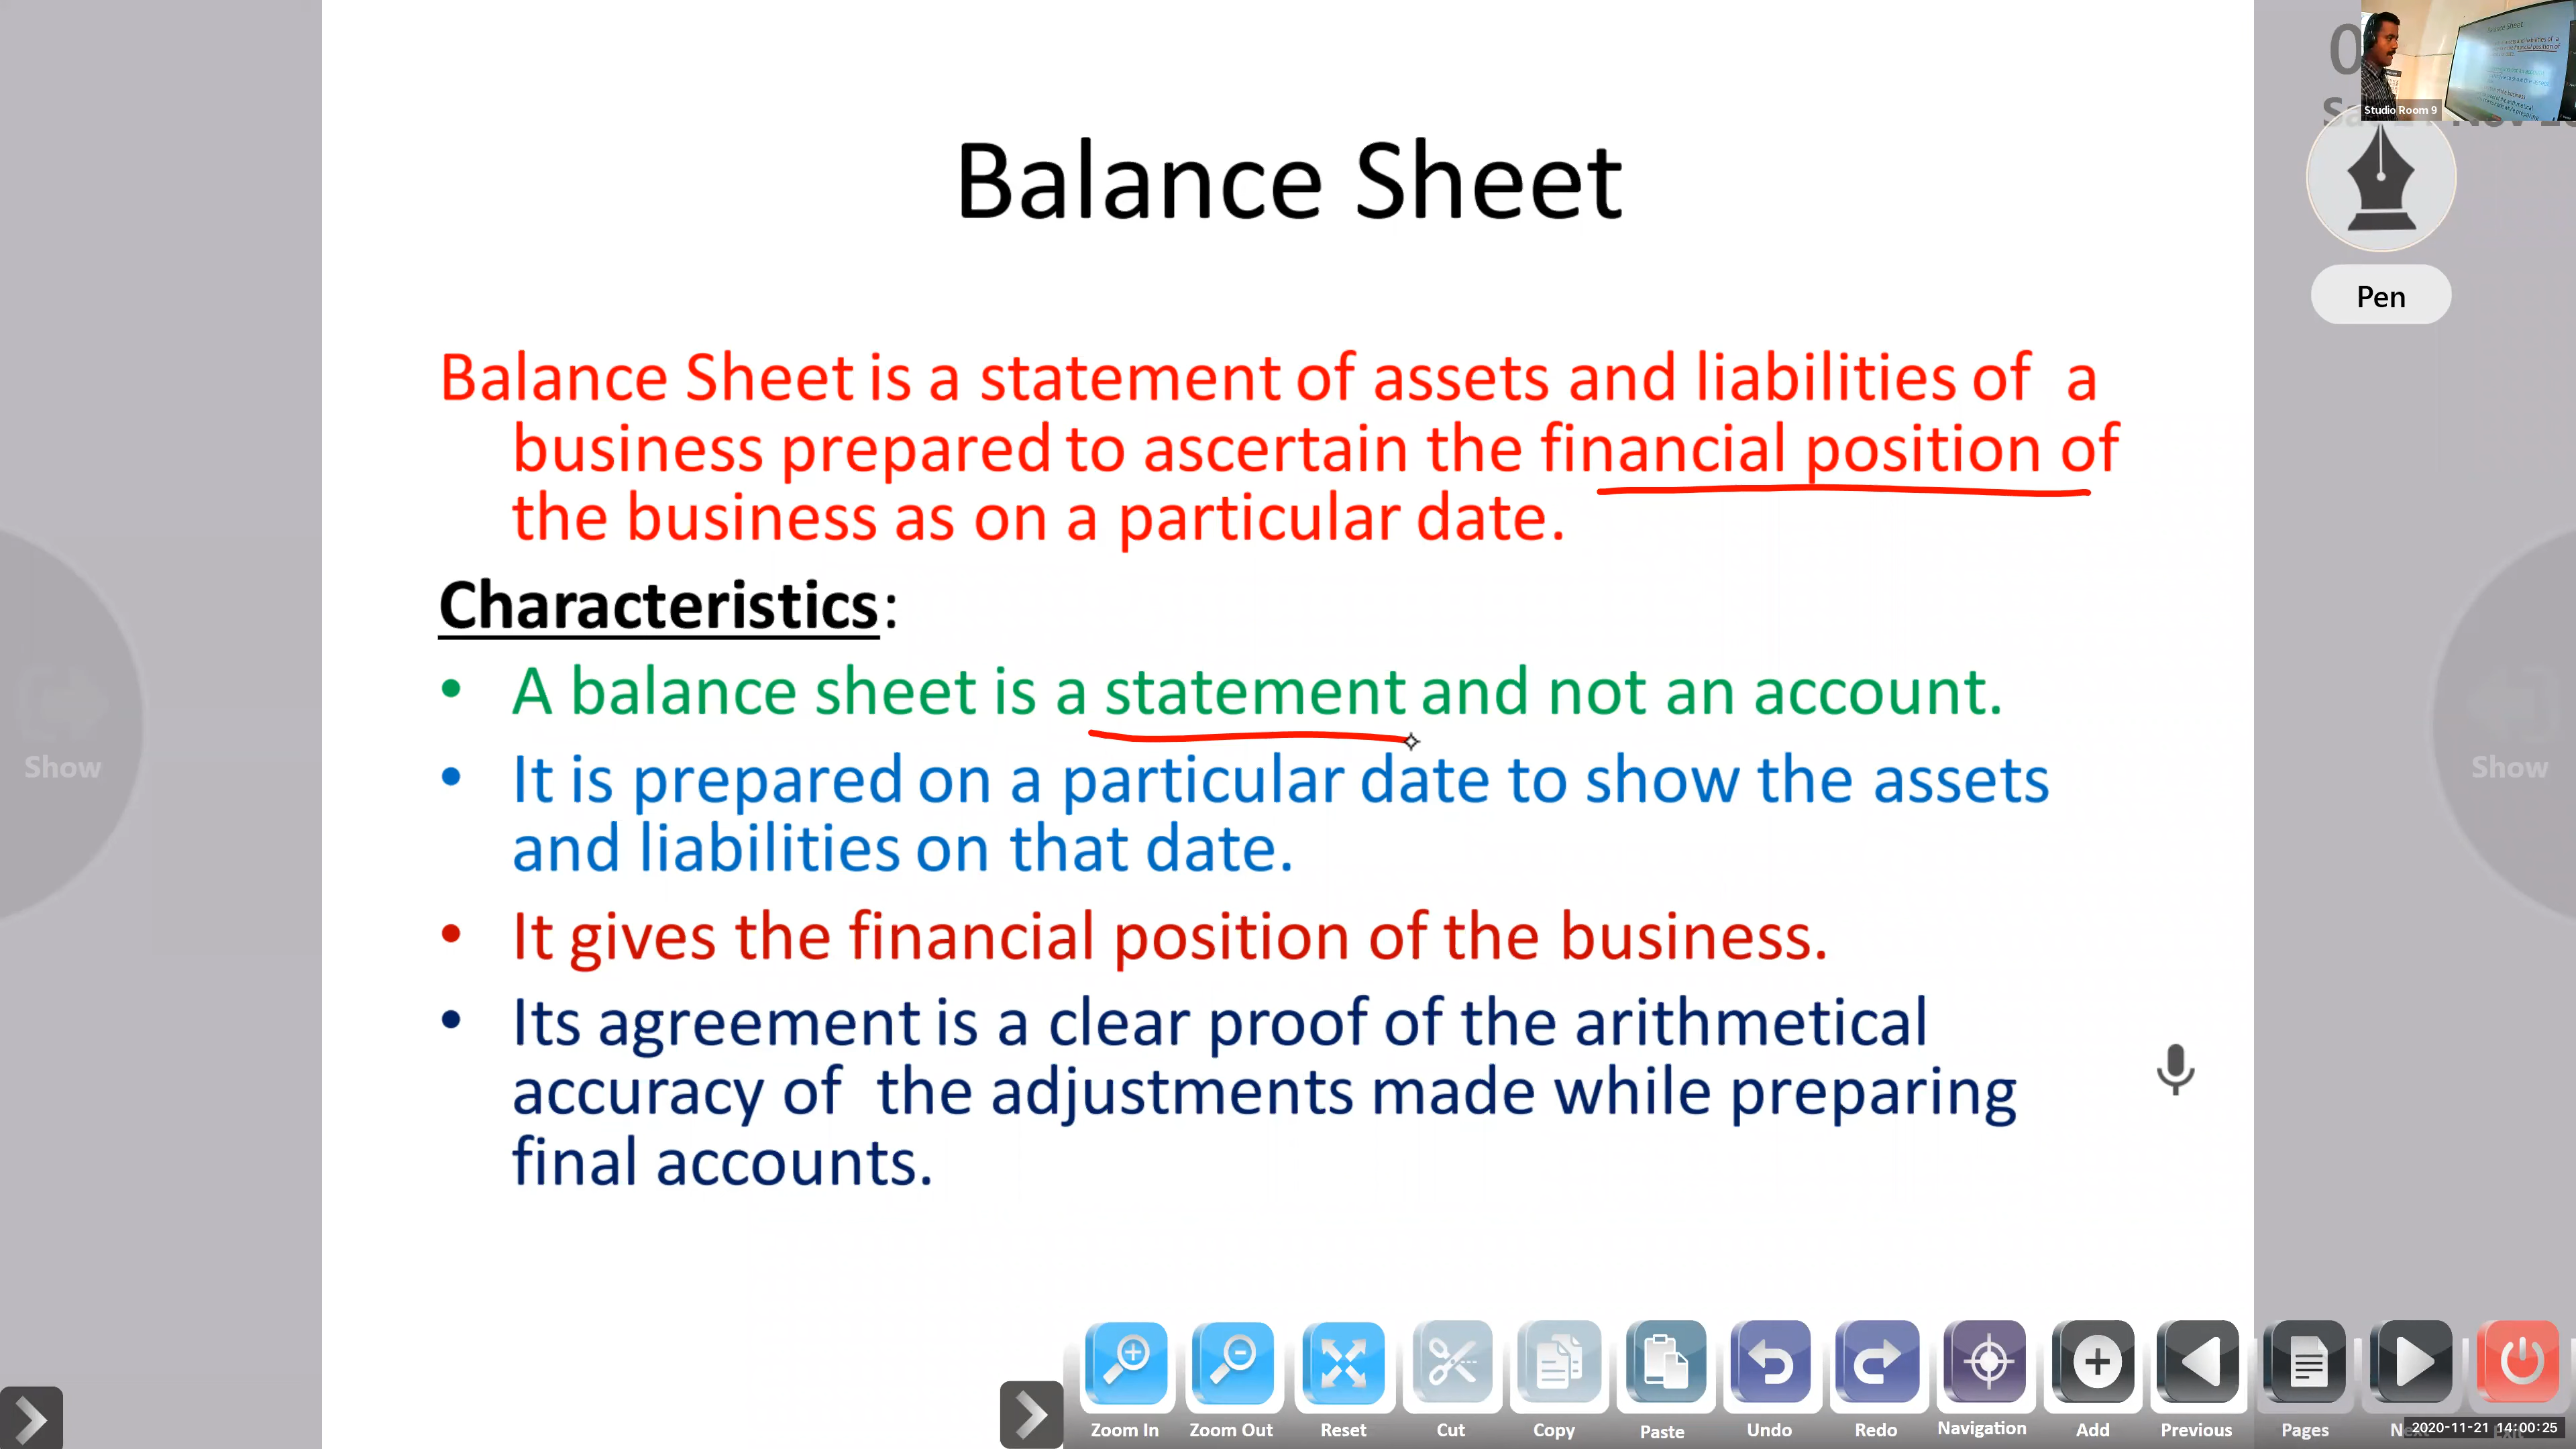 Balance Sheet
Balance Sheet is a statement of assets and liabilities of a
business prepared to ascertain the financial position of
the business as on a particular date.
Characteristics:
• A balance sheet is a statement and not an account.
• It is prepared on a particular date to show the assets
and liabilities on that date.
• It gives the financial position of the business.
• Its agreement is a clear proof of the arithmetical
accuracy of the adjustments made while preparing
final accounts.
Studio Room 9
Pen
Show
Show
Zoom In Zoom Out Reset Cut Copy Paste Undo Redo Navigation Add Previous Pages
2020-11-21 14:00:25